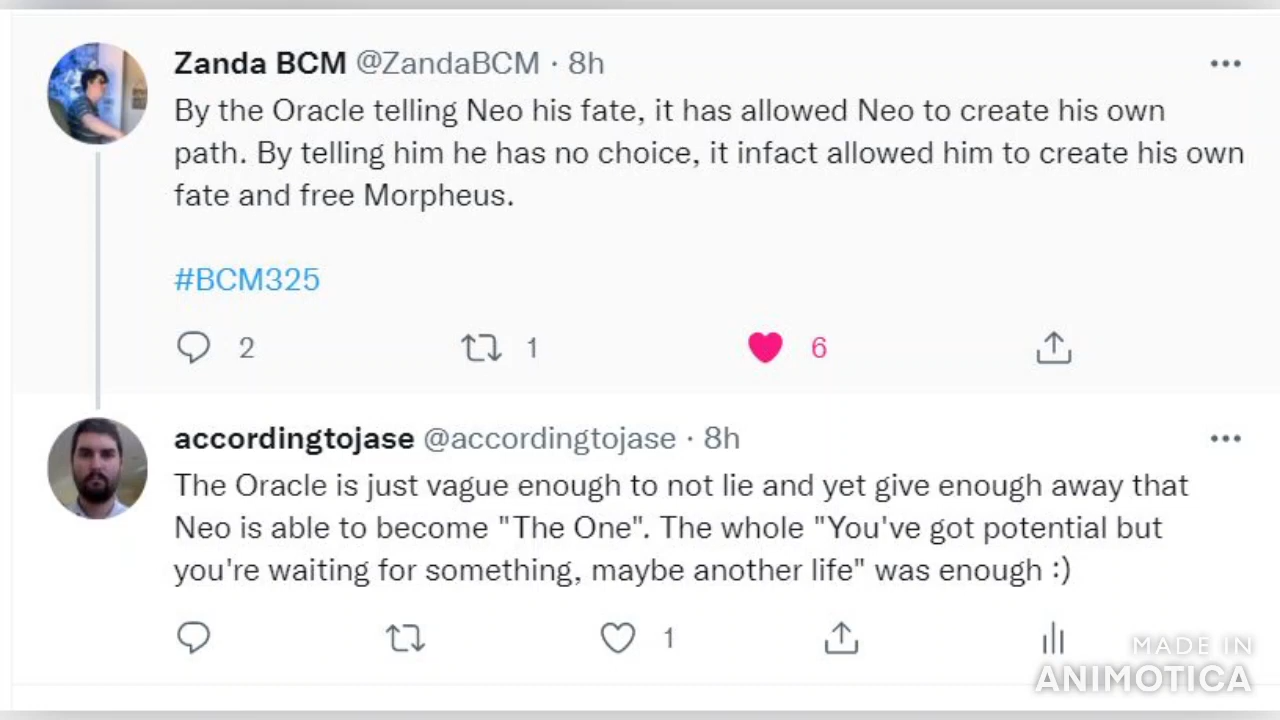 Zanda BCM @ZandaBCM · 8h
By the Oracle telling Neo his fate, it has allowed Neo to create his own
path. By telling him he has no choice, it infact allowed him to create his own
fate and free Morpheus.
#BCM325
2 1 6
accordingtojase @accordingtojase · 8h
The Oracle is just vague enough to not lie and yet give enough away that
Neo is able to become "The One". The whole "You've got potential but
you're waiting for something, maybe another life" was enough :)
1
MADE IN
ANIMOTICA